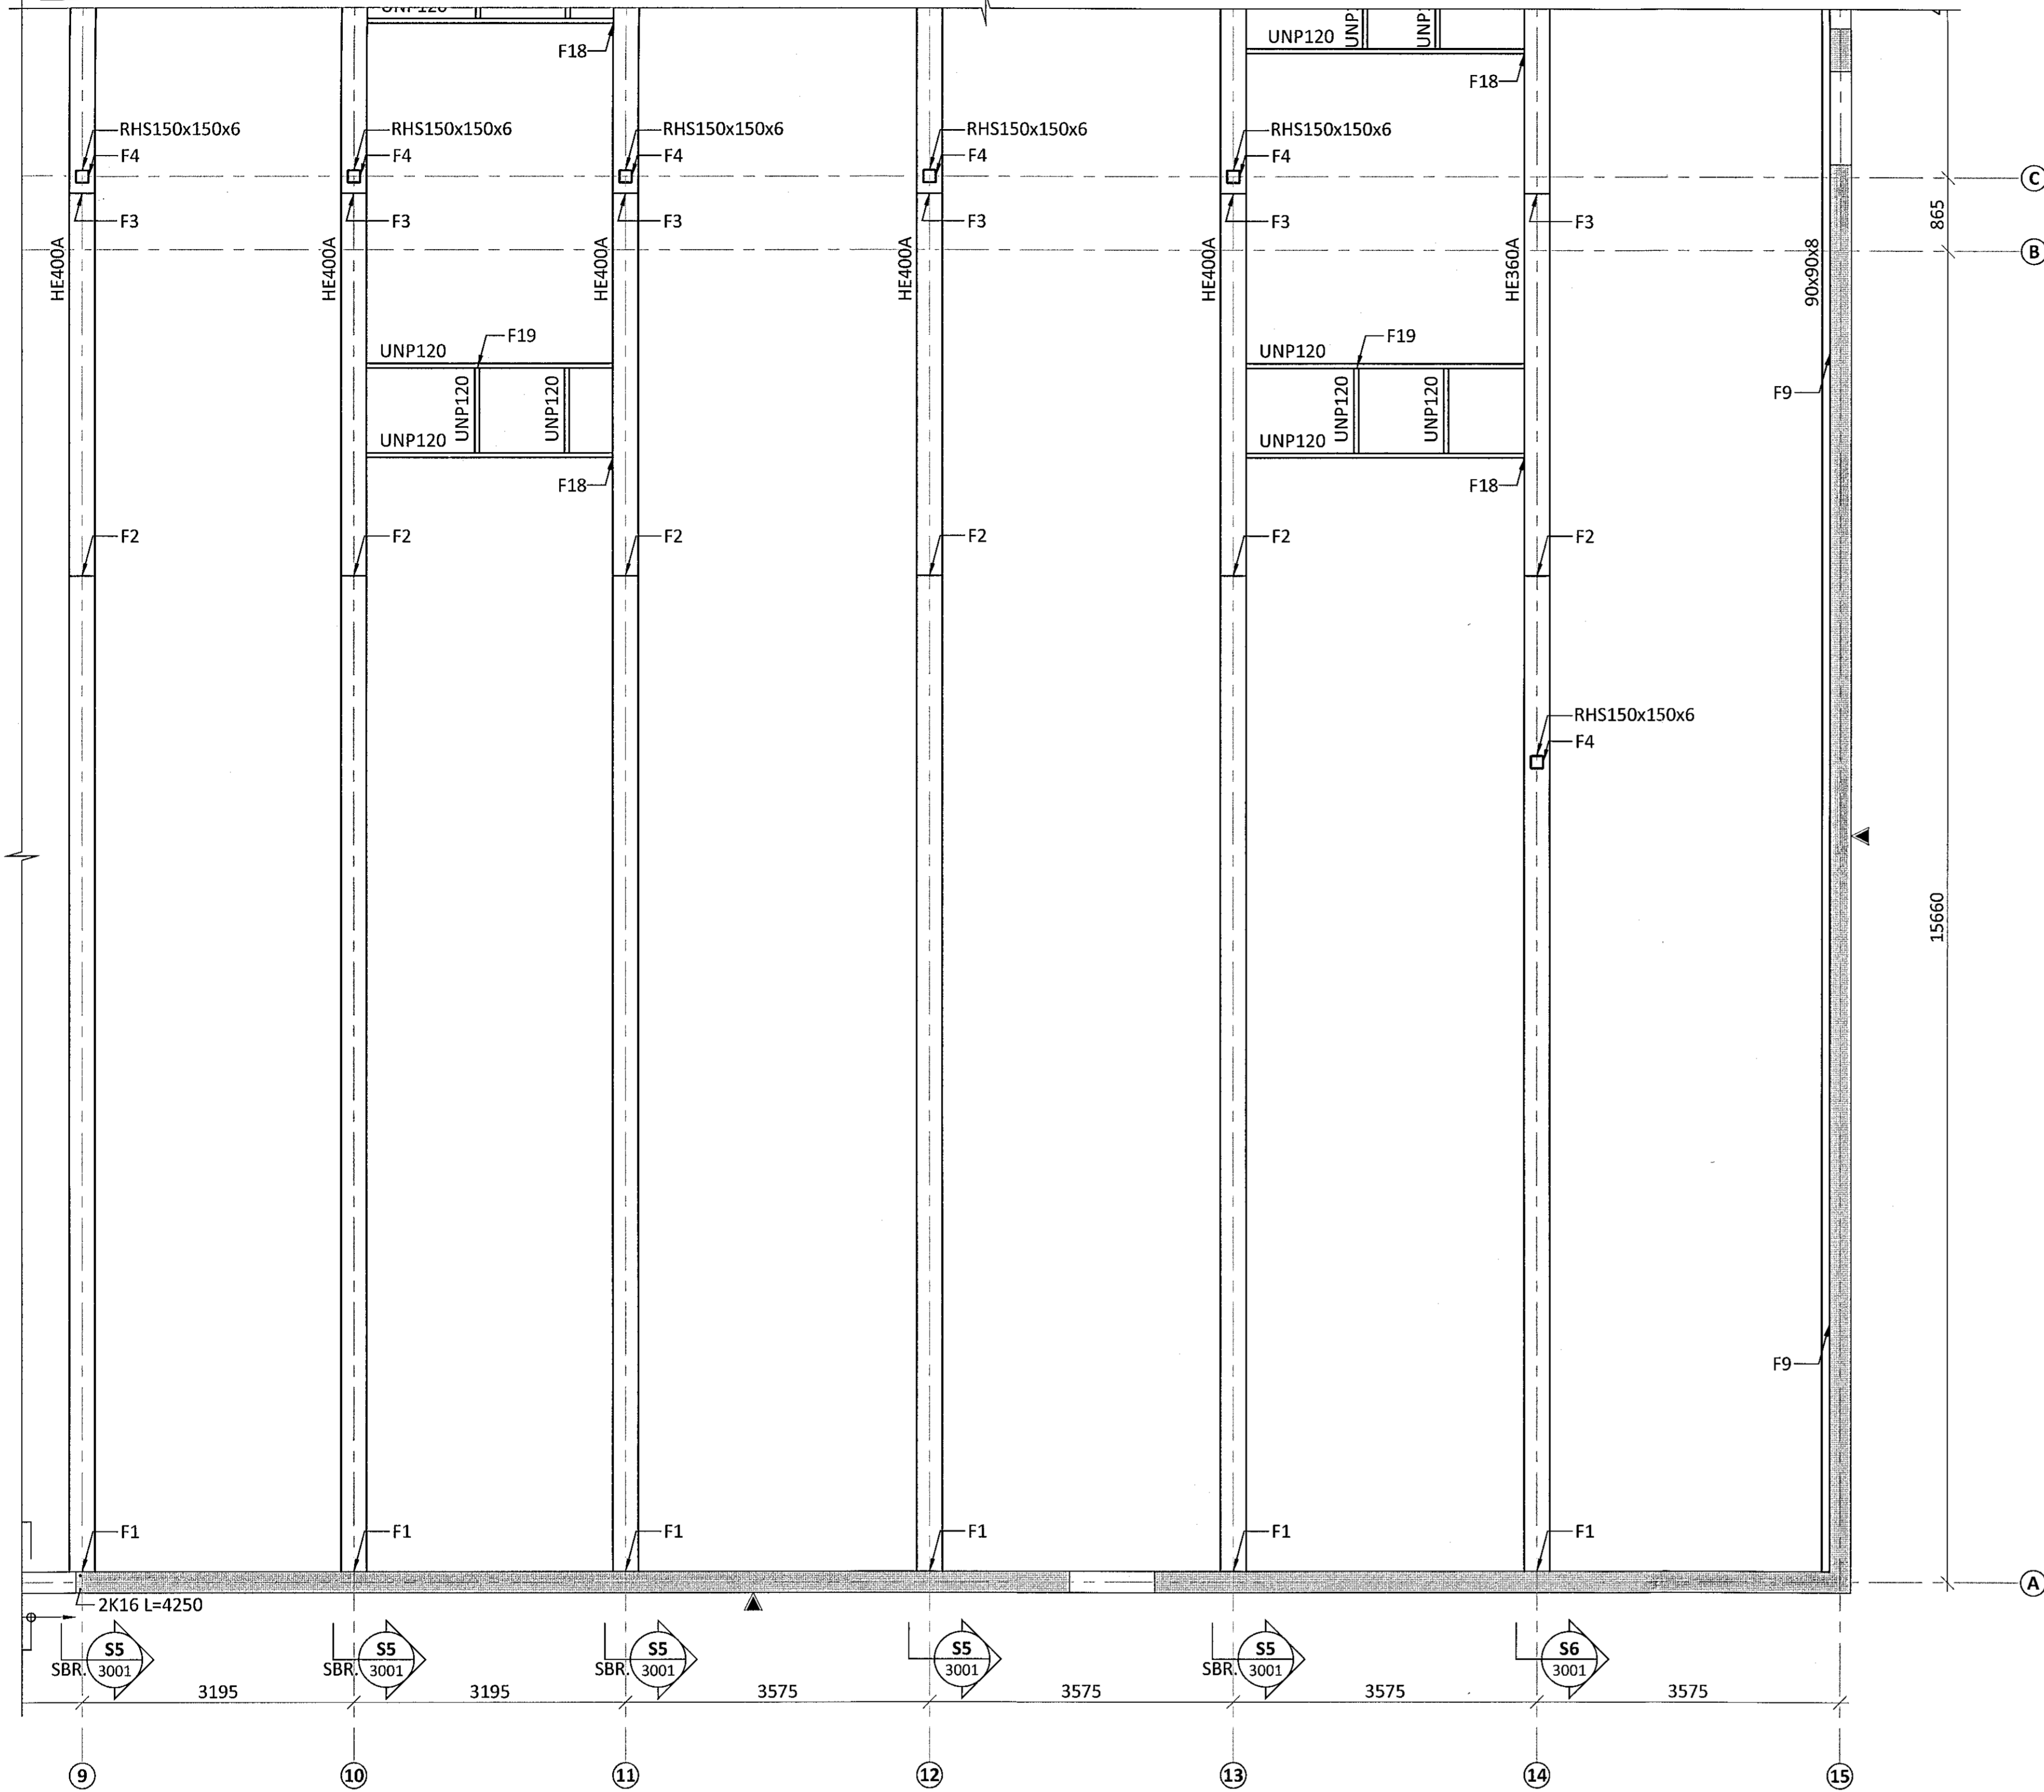 UNP120
F18
UNP120
UNP
UNP
F18
RHS150x150x6
F4
RHS150x150x6
F4
RHS150x150x6
F4
RHS150x150x6
F4
RHS150x150x6
F4
C
F3
F3
F3
F3
F3
F3
865
B
HE400A
HE400A
HE400A
HE400A
HE400A
HE360A
90x90x8
UNP120
F19
UNP120
UNP120
UNP120
F18
UNP120
F19
UNP120
UNP120
UNP120
F18
F9
F2
F2
F2
F2
F2
F2
RHS150x150x6
F4
15660
F9
F1
F1
F1
F1
F1
F1
A
2K16 L=4250
SBR.
S5
3001
SBR.
S5
3001
SBR.
S5
3001
S5
3001
SBR.
S5
3001
S6
3001
3195
3195
3575
3575
3575
3575
9
10
11
12
13
14
15